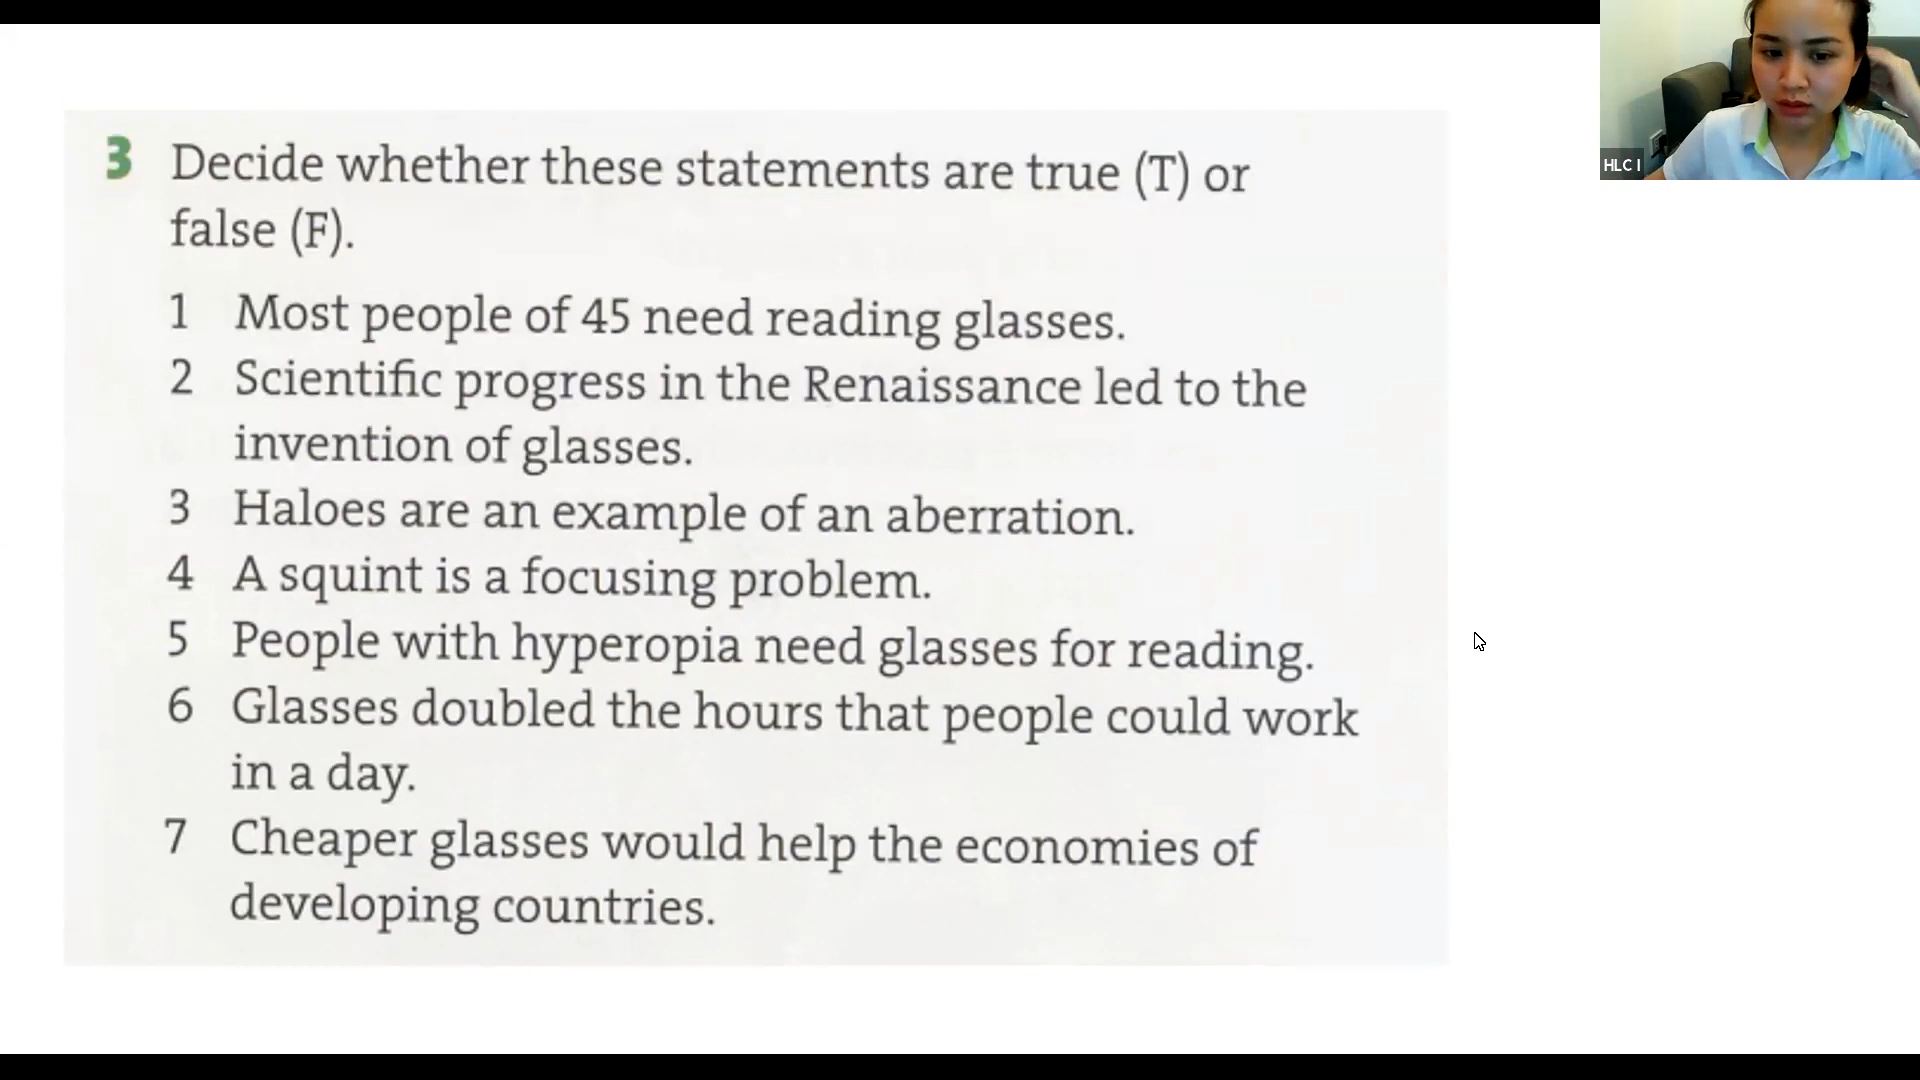 3 Decide whether these statements are true (T) or
false (F).
1 Most people of 45 need reading glasses.
2 Scientific progress in the Renaissance led to the
invention of glasses.
3 Haloes are an example of an aberration.
4 A squint is a focusing problem.
5 People with hyperopia need glasses for reading.
6 Glasses doubled the hours that people could work
in a day.
7 Cheaper glasses would help the economies of
developing countries.
HLC I